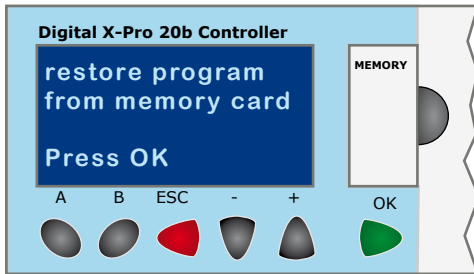 Digital X-Pro 20b Controller
restore program
from memory card
Press OK
MEMORY
A B ESC - + OK